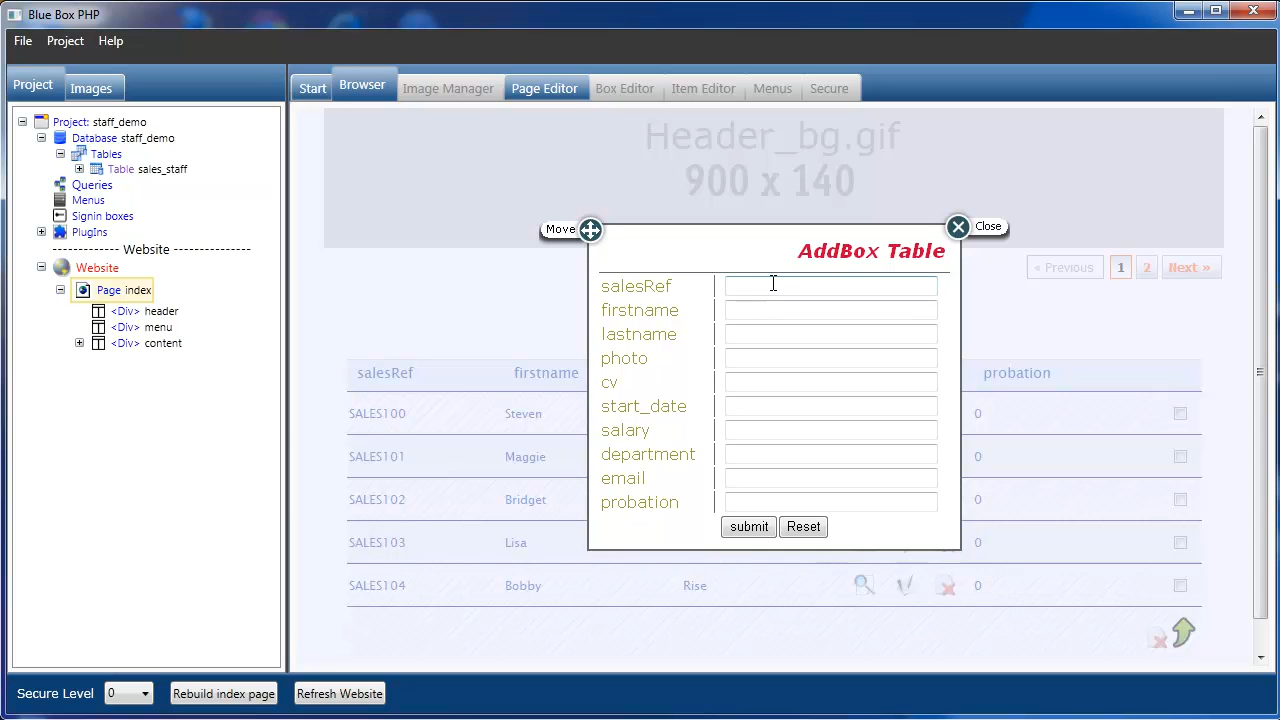 Blue Box PHP
File Project Help
Project Images
Start Browser Image Manager Page Editor Box Editor Item Editor Menus Secure
Project: staff_demo
Database staff_demo
Tables
Table sales_staff
Queries
Menus
Signin boxes
PlugIns
Website
Website
Page index
<Div> header
<Div> menu
<Div> content
Header_bg.gif
900 x 140
« Previous 1 2 Next »
Move
Close
AddBox Table
salesRef
firstname
lastname
photo
cv
start_date
salary
department
email
probation
submit Reset
salesRef firstname probation
SALES100 Steven 0
SALES101 Maggie 0
SALES102 Bridget 0
SALES103 Lisa 0
SALES104 Bobby Rise 0
Secure Level 0 Rebuild index page Refresh Website